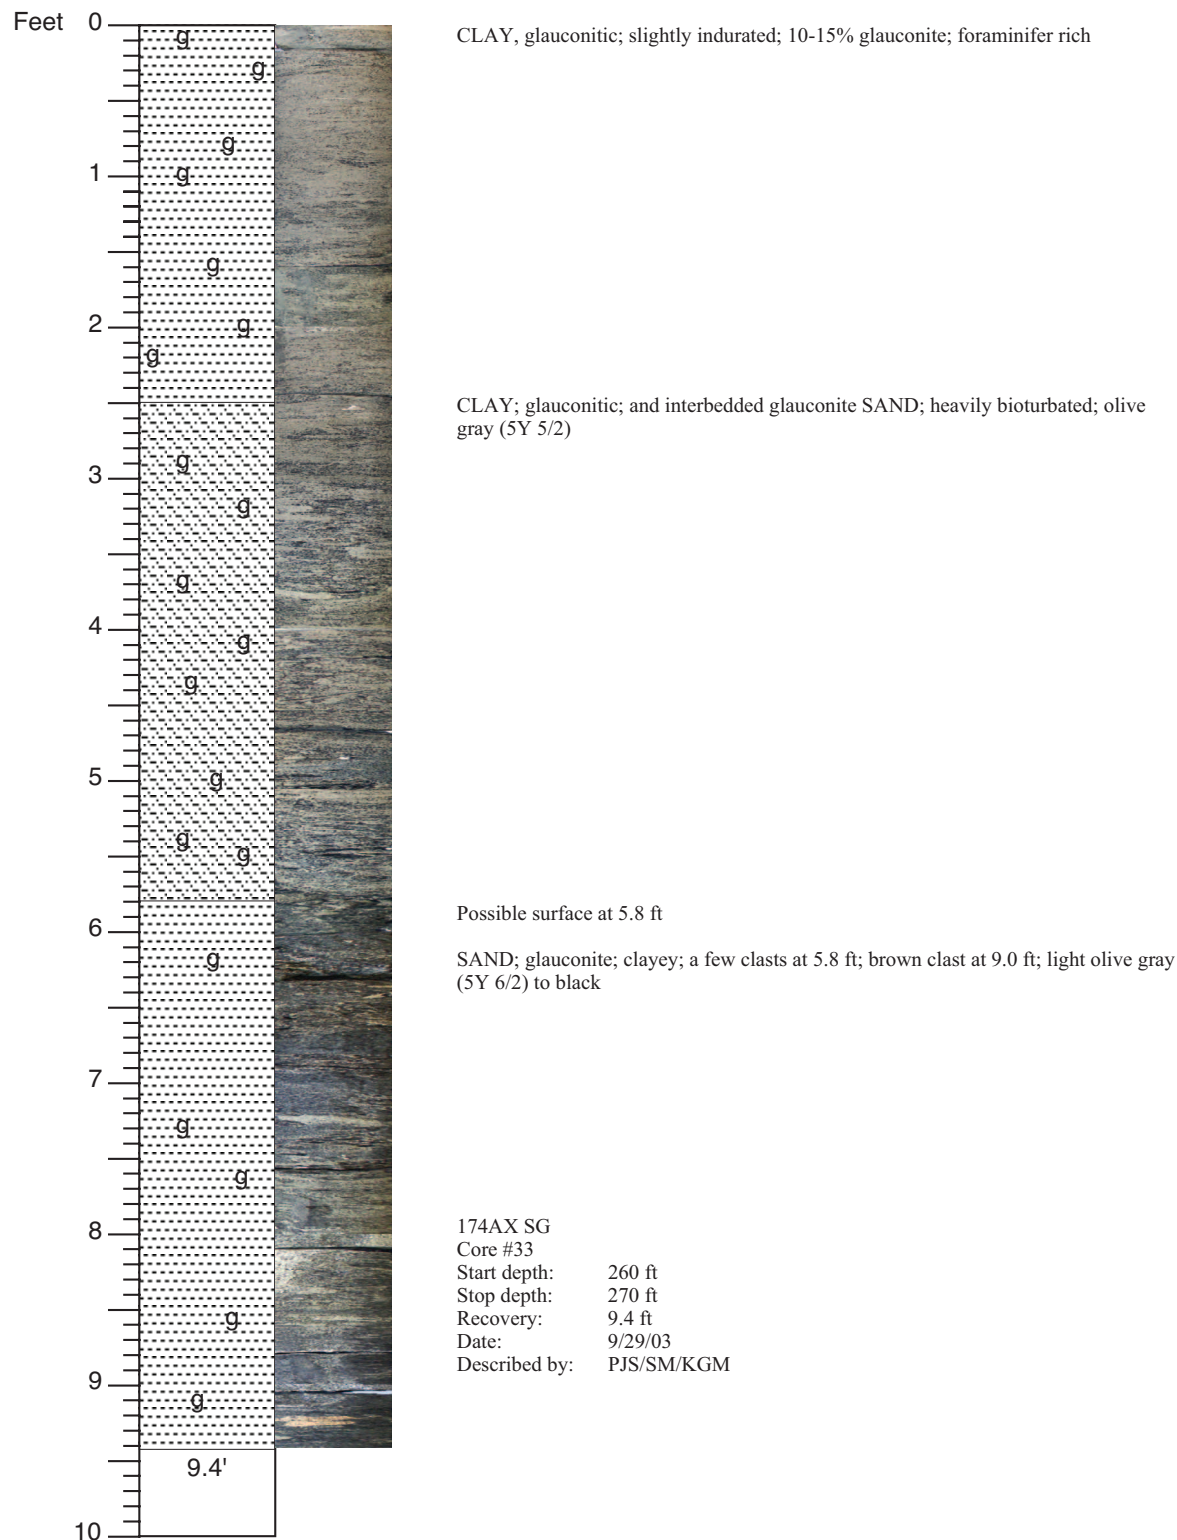 Feet 0
g
CLAY, glauconitic; slightly indurated; 10-15% glauconite; foraminifer rich
g
g
1
g
g
2
g
g
CLAY; glauconitic; and interbedded glauconite SAND; heavily bioturbated; olive
gray (5Y 5/2)
g
3
g
g
4
g
g
5
g
g
g
Possible surface at 5.8 ft
6
g
SAND; glauconite; clayey; a few clasts at 5.8 ft; brown clast at 9.0 ft; light olive gray
(5Y 6/2) to black
7
g
g
8
174AX SG
Core #33
Start depth: 260 ft
Stop depth: 270 ft
Recovery: 9.4 ft
g
Date: 9/29/03
Described by: PJS/SM/KGM
9
g
9.4'
10